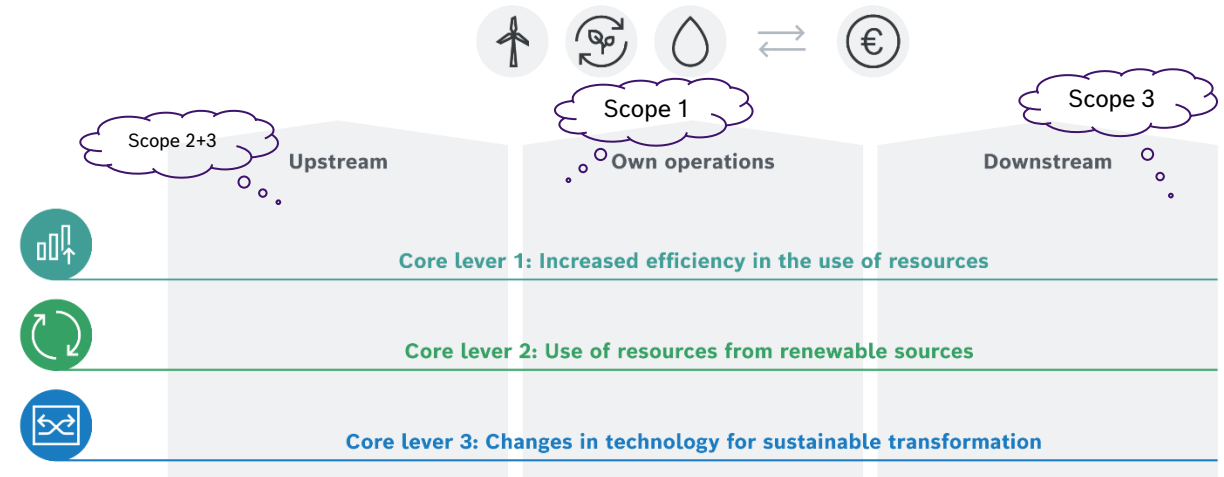 €
Scope 2+3
Scope 1
Scope 3
Upstream
Own operations
Downstream
Core lever 1: Increased efficiency in the use of resources
Core lever 2: Use of resources from renewable sources
Core lever 3: Changes in technology for sustainable transformation